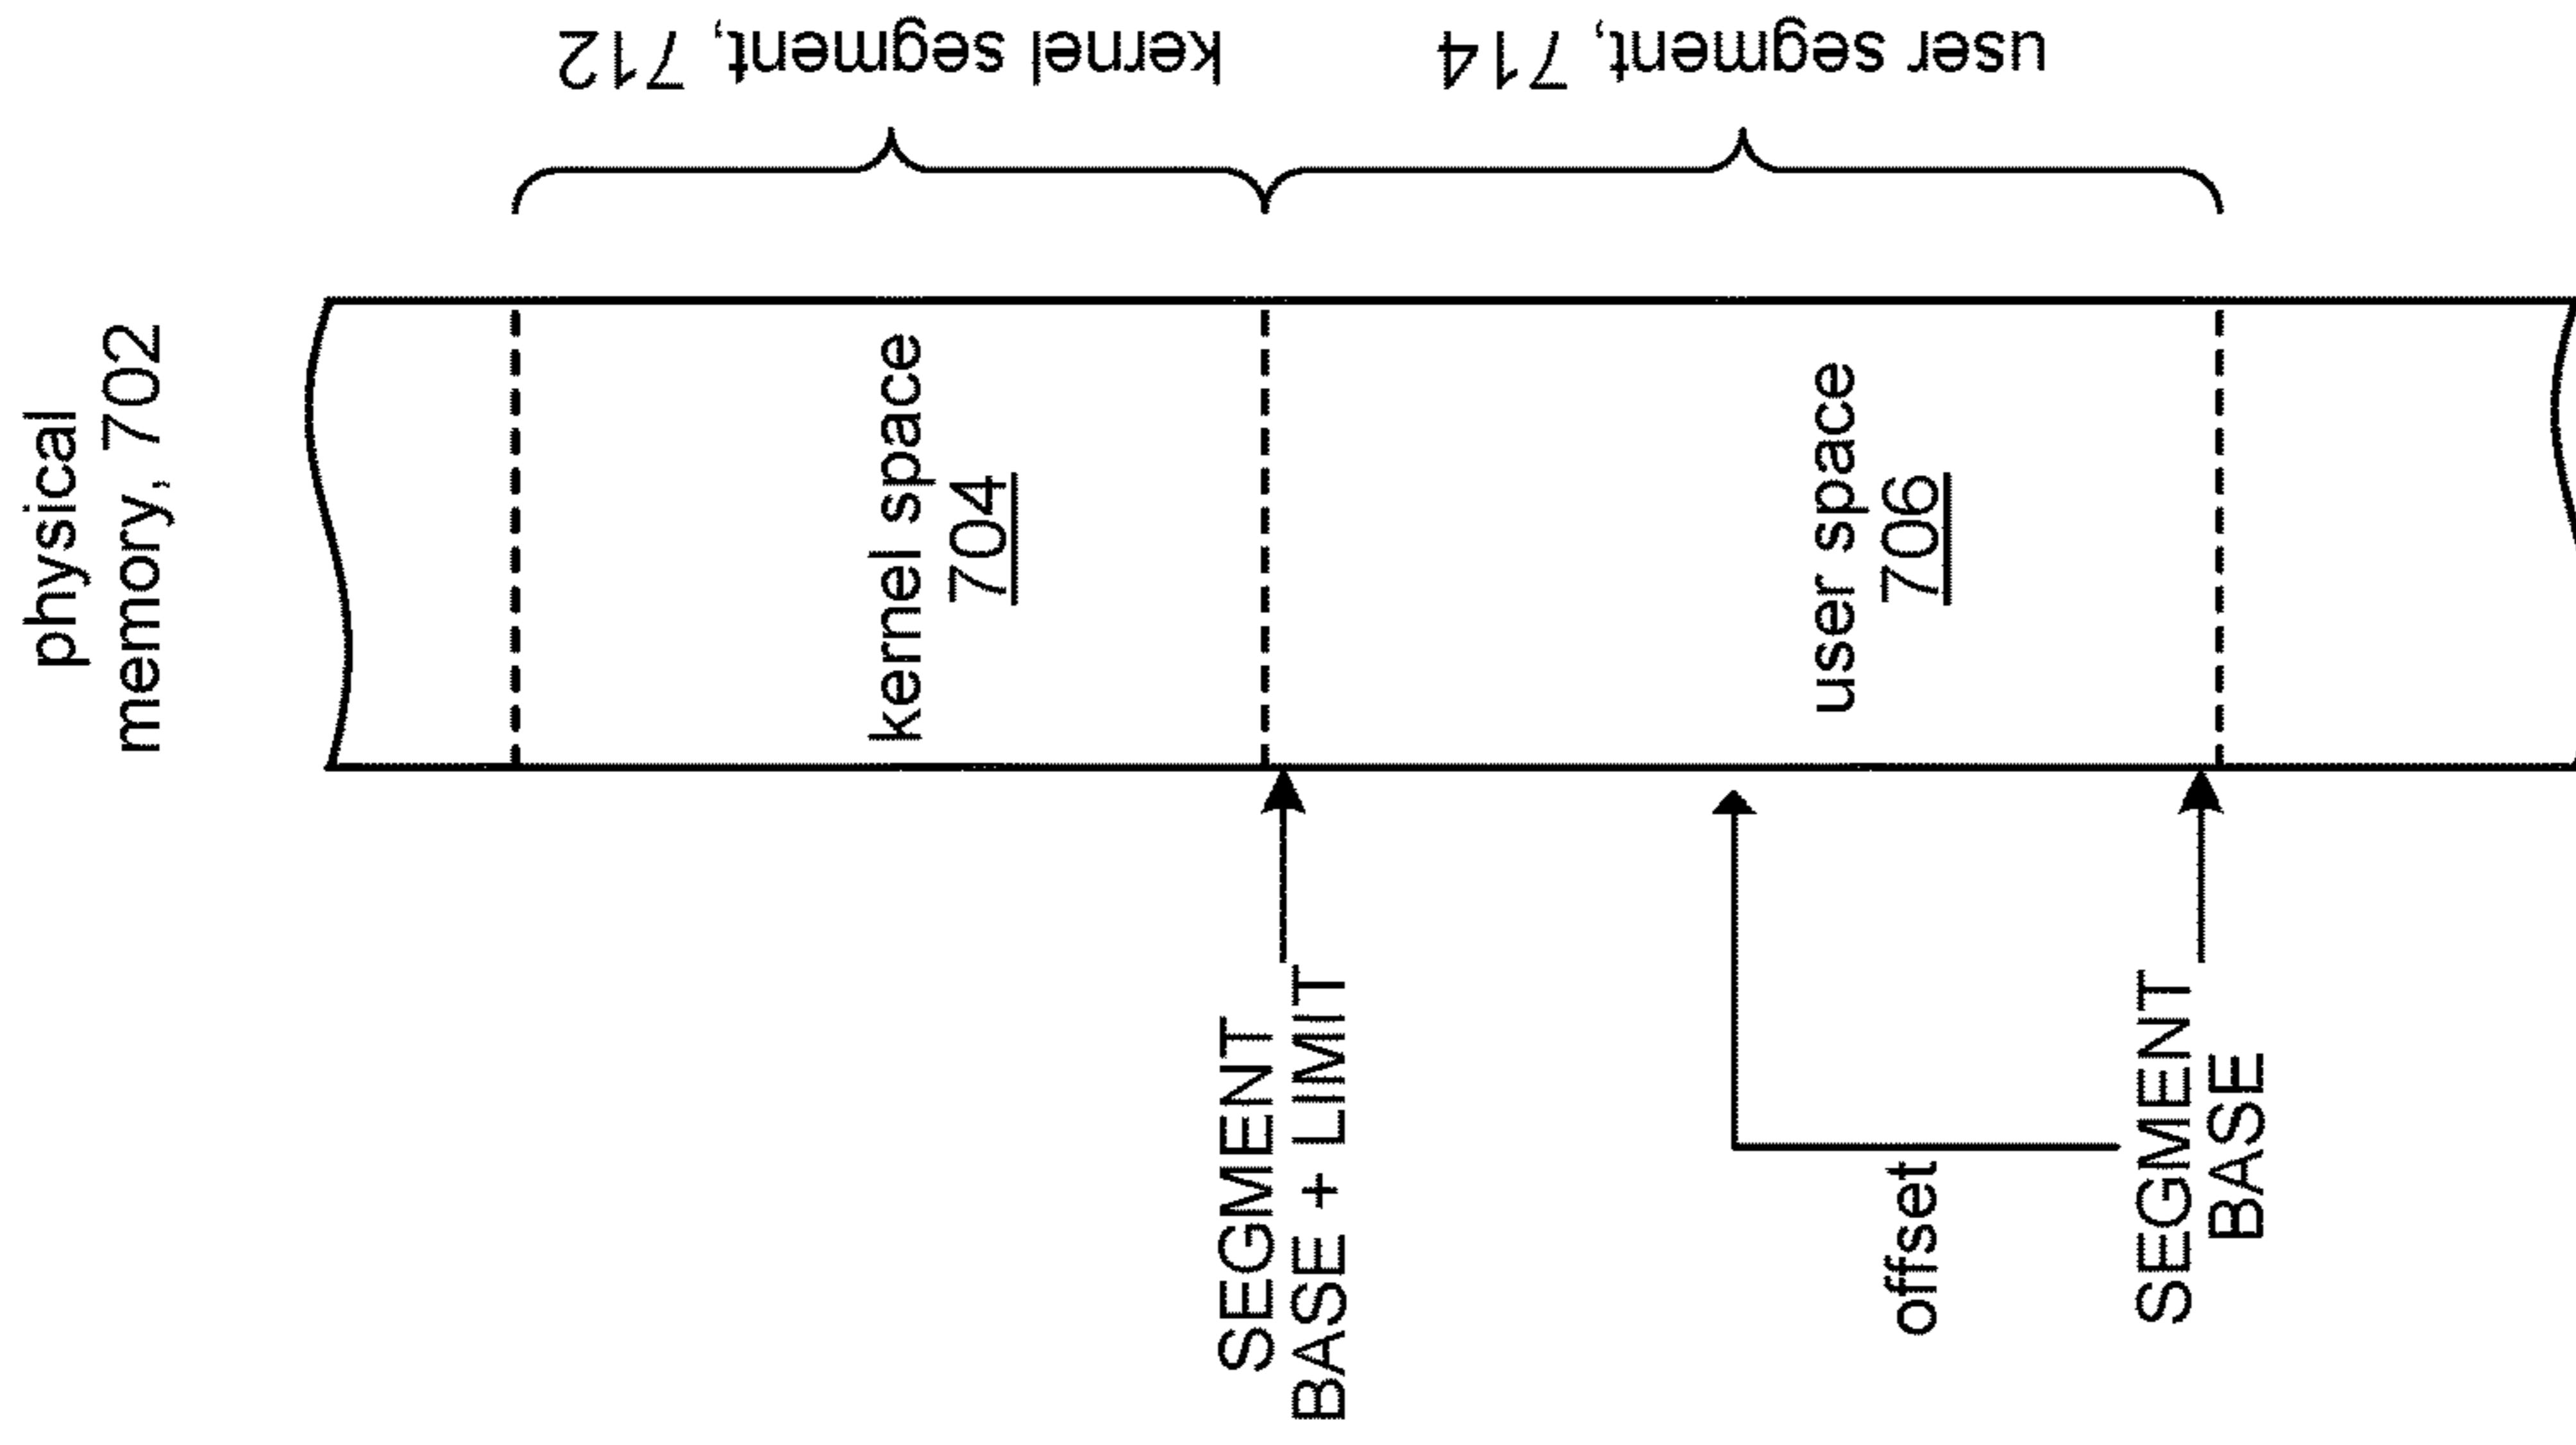 physical
memory, 702
kernel space
704
user space
706
kernel segment, 712
user segment, 714
SEGMENT
BASE + LIMIT
offset
SEGMENT
BASE